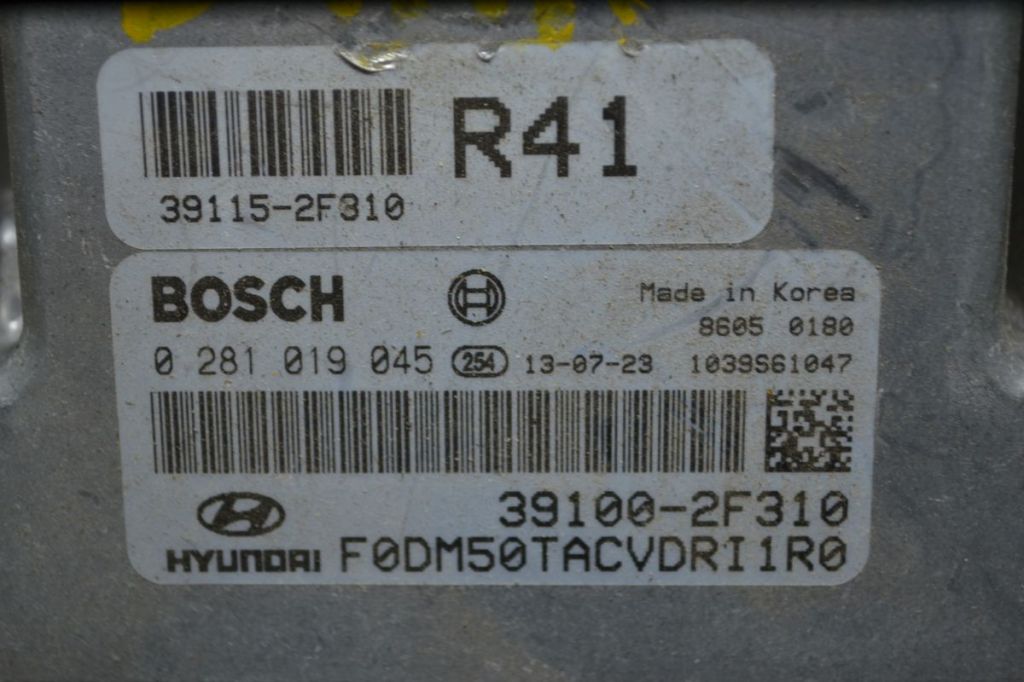 R41
39115-2F310
BOSCH
Made in Korea
8605 0180
0 281 019 045 254 13-07-23 1039S61047
39100-2F310
HYUNDAI F0DM50TACVDRI1R0